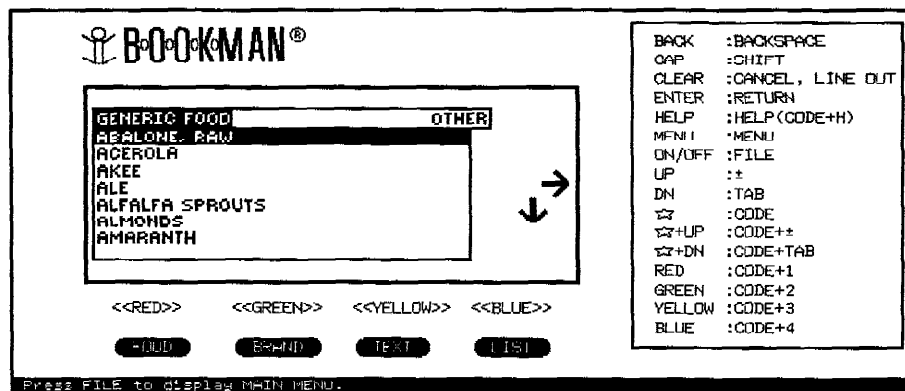 BOOKMAN®
GENERIC FOOD OTHER
ABALONE, RAW
ACEROLA
AKEE
ALE
ALFALFA SPROUTS
ALMONDS
AMARANTH
<<RED>> <<GREEN>> <<YELLOW>> <<BLUE>>
FOOD BRAND TEXT LIST
BACK :BACKSPACE
CAP :SHIFT
CLEAR :CANCEL, LINE OUT
ENTER :RETURN
HELP :HELP(CODE+H)
MENU :MENU
ON/OFF :FILE
UP :±
DN :TAB
☆ :CODE
☆+UP :CODE+±
☆+DN :CODE+TAB
RED :CODE+1
GREEN :CODE+2
YELLOW :CODE+3
BLUE :CODE+4
Press FILE to display MAIN MENU.